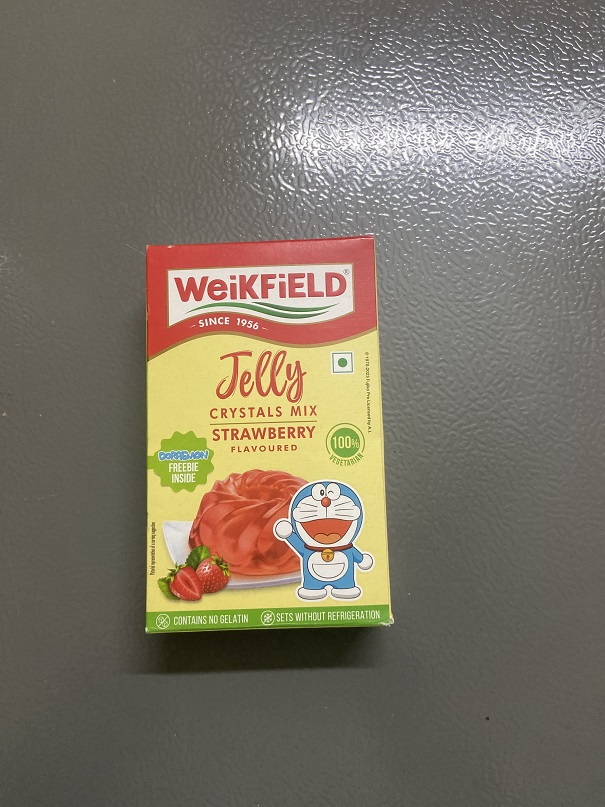 WeiKFiELD®
- SINCE 1956 -
Jelly
CRYSTALS MIX
STRAWBERRY
FLAVOURED
100%
VEGETARIAN
DORAEMON
FREEBIE
INSIDE
CONTAINS NO GELATIN
SETS WITHOUT REFRIGERATION